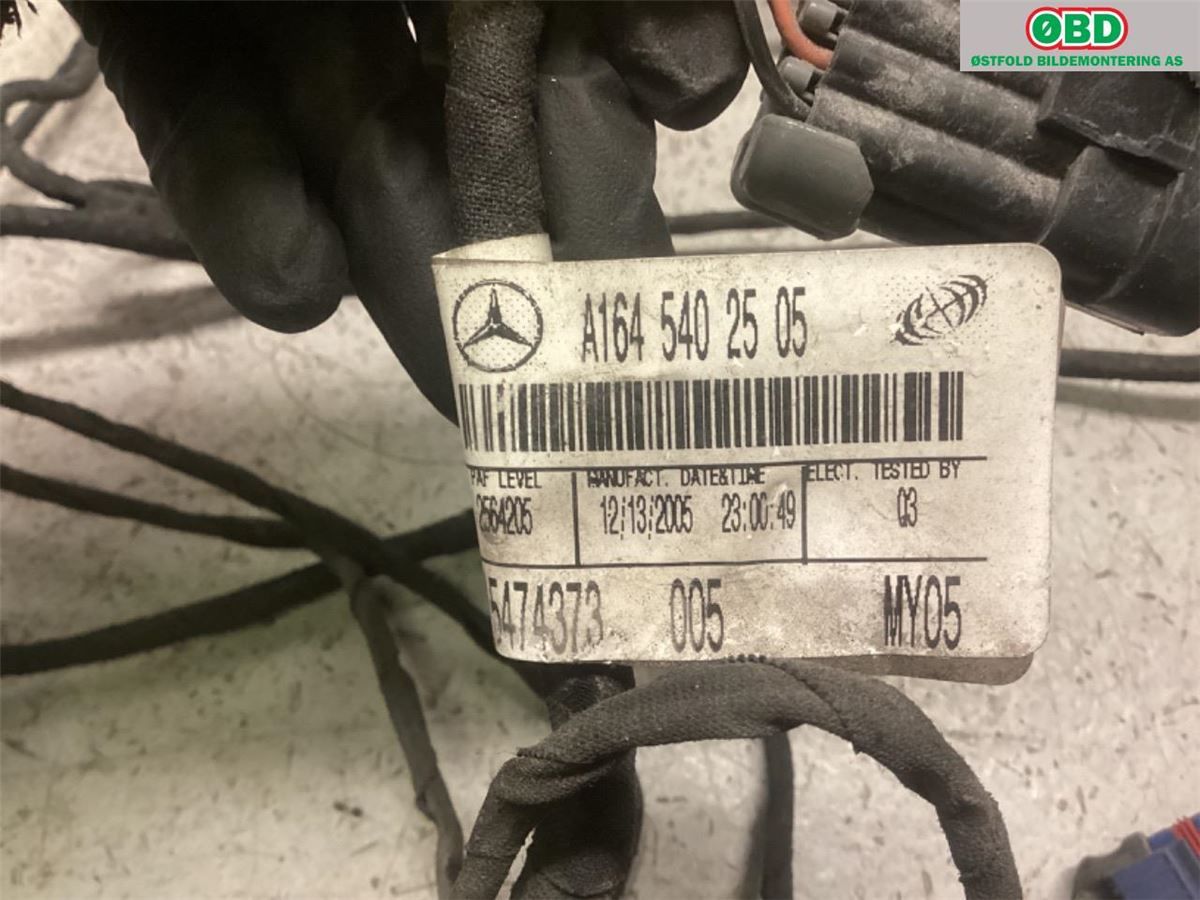 ØBD
ØSTFOLD BILDEMONTERING AS
A164 540 25 05
PAF LEVEL
MANUFACT. DATE&TIME
ELECT. TESTED BY
2564205
12/13/2005 23:00:49
Q3
5474373 005 MY05